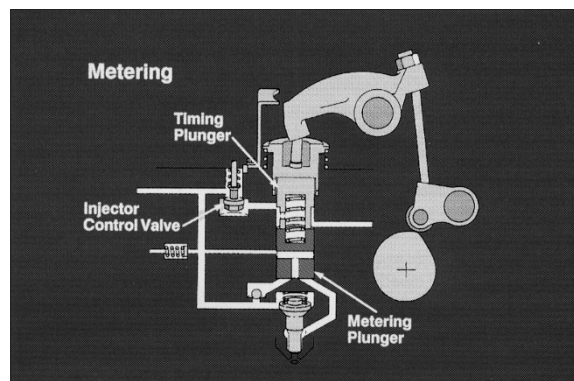 Metering
Timing
Plunger
Injector
Control Valve
Metering
Plunger